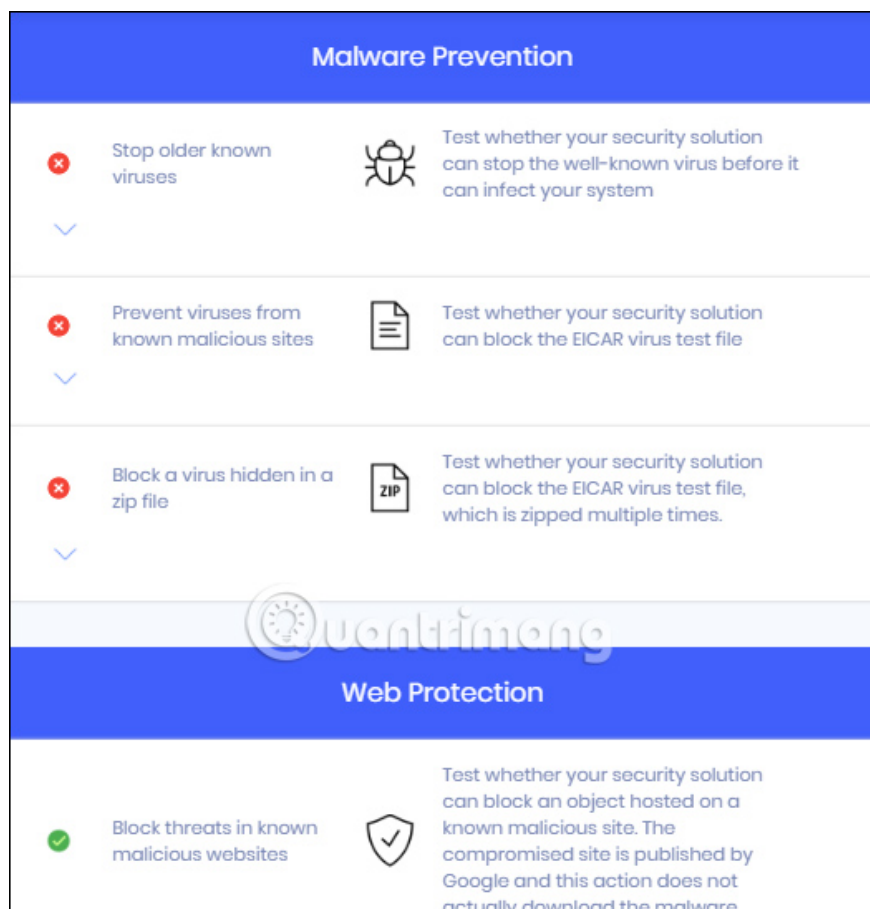 Malware Prevention
Stop older known
viruses
Test whether your security solution
can stop the well-known virus before it
can infect your system
Prevent viruses from
known malicious sites
Test whether your security solution
can block the EICAR virus test file
Block a virus hidden in a
zip file
ZIP
Test whether your security solution
can block the EICAR virus test file,
which is zipped multiple times.
Quantrimang
Web Protection
Block threats in known
malicious websites
Test whether your security solution
can block an object hosted on a
known malicious site. The
compromised site is published by
Google and this action does not
actually download the malware